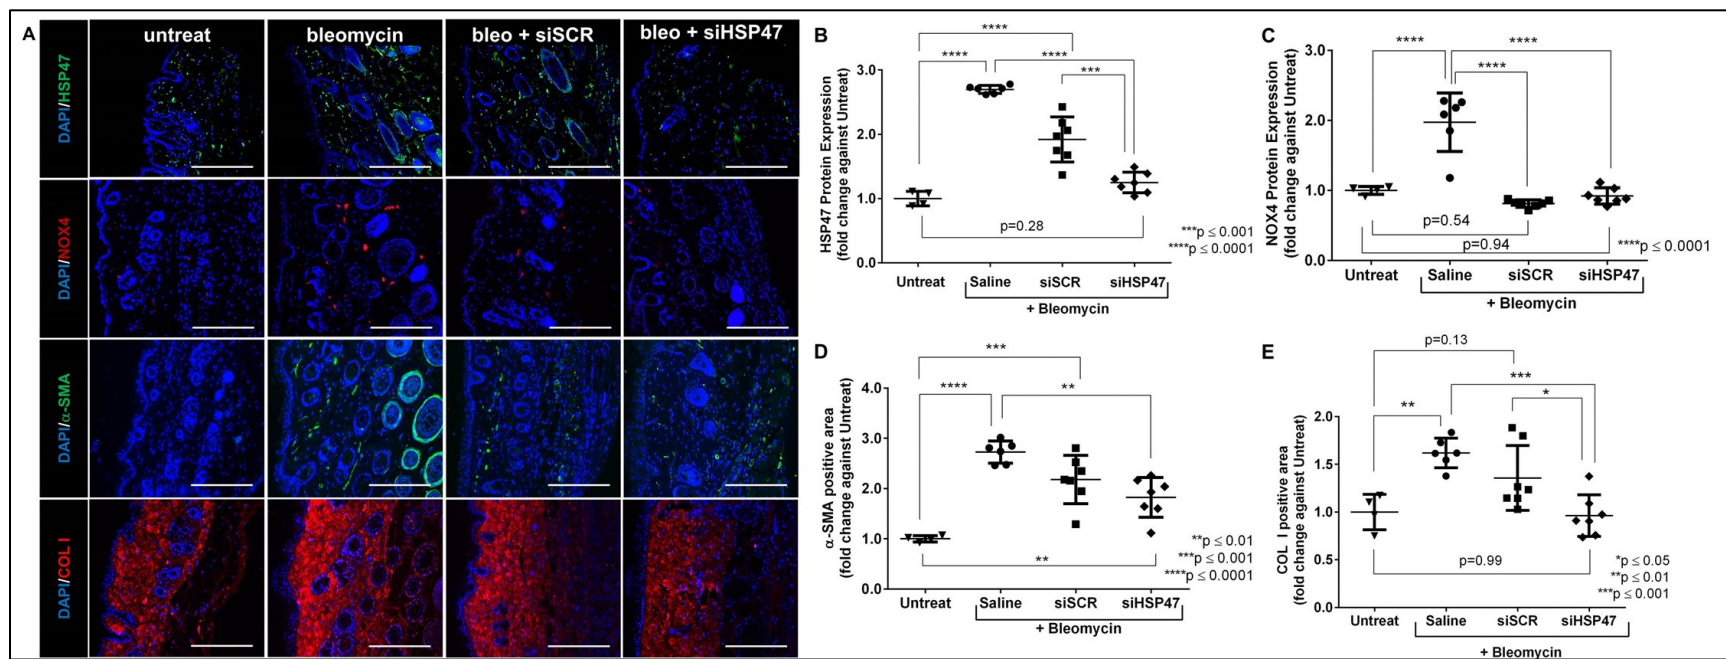 A
untreat
bleomycin
bleo + siSCR
bleo + siHSP47
DAPI/HSP47
DAPI/NOX4
DAPI/α-SMA
DAPI/COL I
B
HSP47 Protein Expression
(fold change against Untreat)
3.0
2.0
1.0
0.0
****
****
****
***
p=0.28
***p ≤ 0.001
****p ≤ 0.0001
Untreat
Saline
siSCR
siHSP47
+ Bleomycin
C
NOX4 Protein Expression
(fold change against Untreat)
3.0
2.0
1.0
0.0
****
****
****
p=0.54
p=0.94
****p ≤ 0.0001
Untreat
Saline
siSCR
siHSP47
+ Bleomycin
D
α-SMA positive area
(fold change against Untreat)
4.0
3.0
2.0
1.0
0.0
***
****
**
**
**p ≤ 0.01
***p ≤ 0.001
****p ≤ 0.0001
Untreat
Saline
siSCR
siHSP47
+ Bleomycin
E
COL I positive area
(fold change against Untreat)
2.0
1.5
1.0
0.5
0.0
p=0.13
***
**
*
p=0.99
*p ≤ 0.05
**p ≤ 0.01
***p ≤ 0.001
Untreat
Saline
siSCR
siHSP47
+ Bleomycin